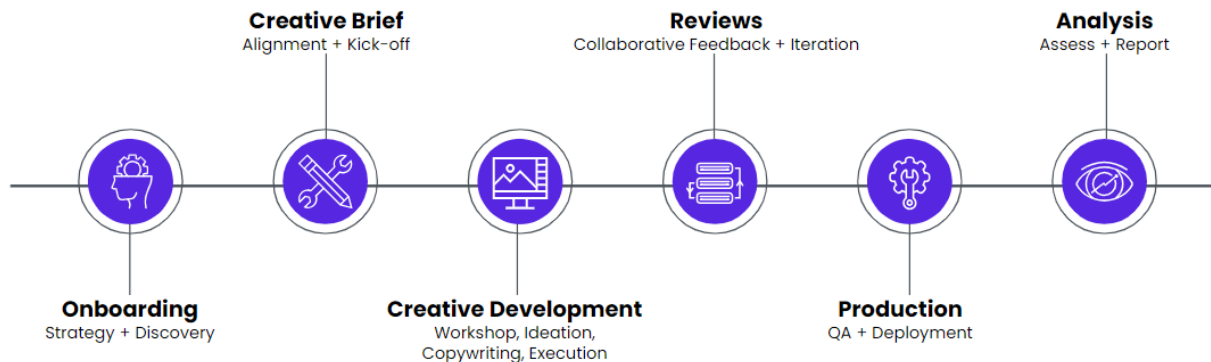 Creative Brief
Alignment + Kick-off
Reviews
Collaborative Feedback + Iteration
Analysis
Assess + Report
Onboarding
Strategy + Discovery
Creative Development
Workshop, Ideation,
Copywriting, Execution
Production
QA + Deployment